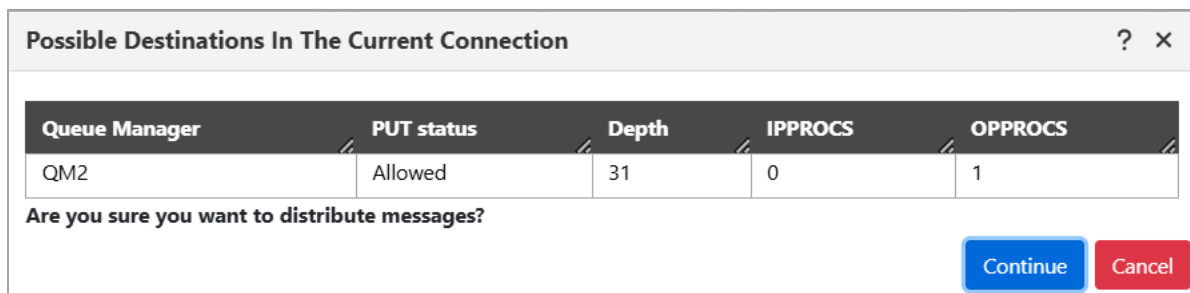 Possible Destinations In The Current Connection ? ×
Queue Manager PUT status Depth IPPROCS OPPROCS
QM2 Allowed 31 0 1
Are you sure you want to distribute messages?
Continue Cancel